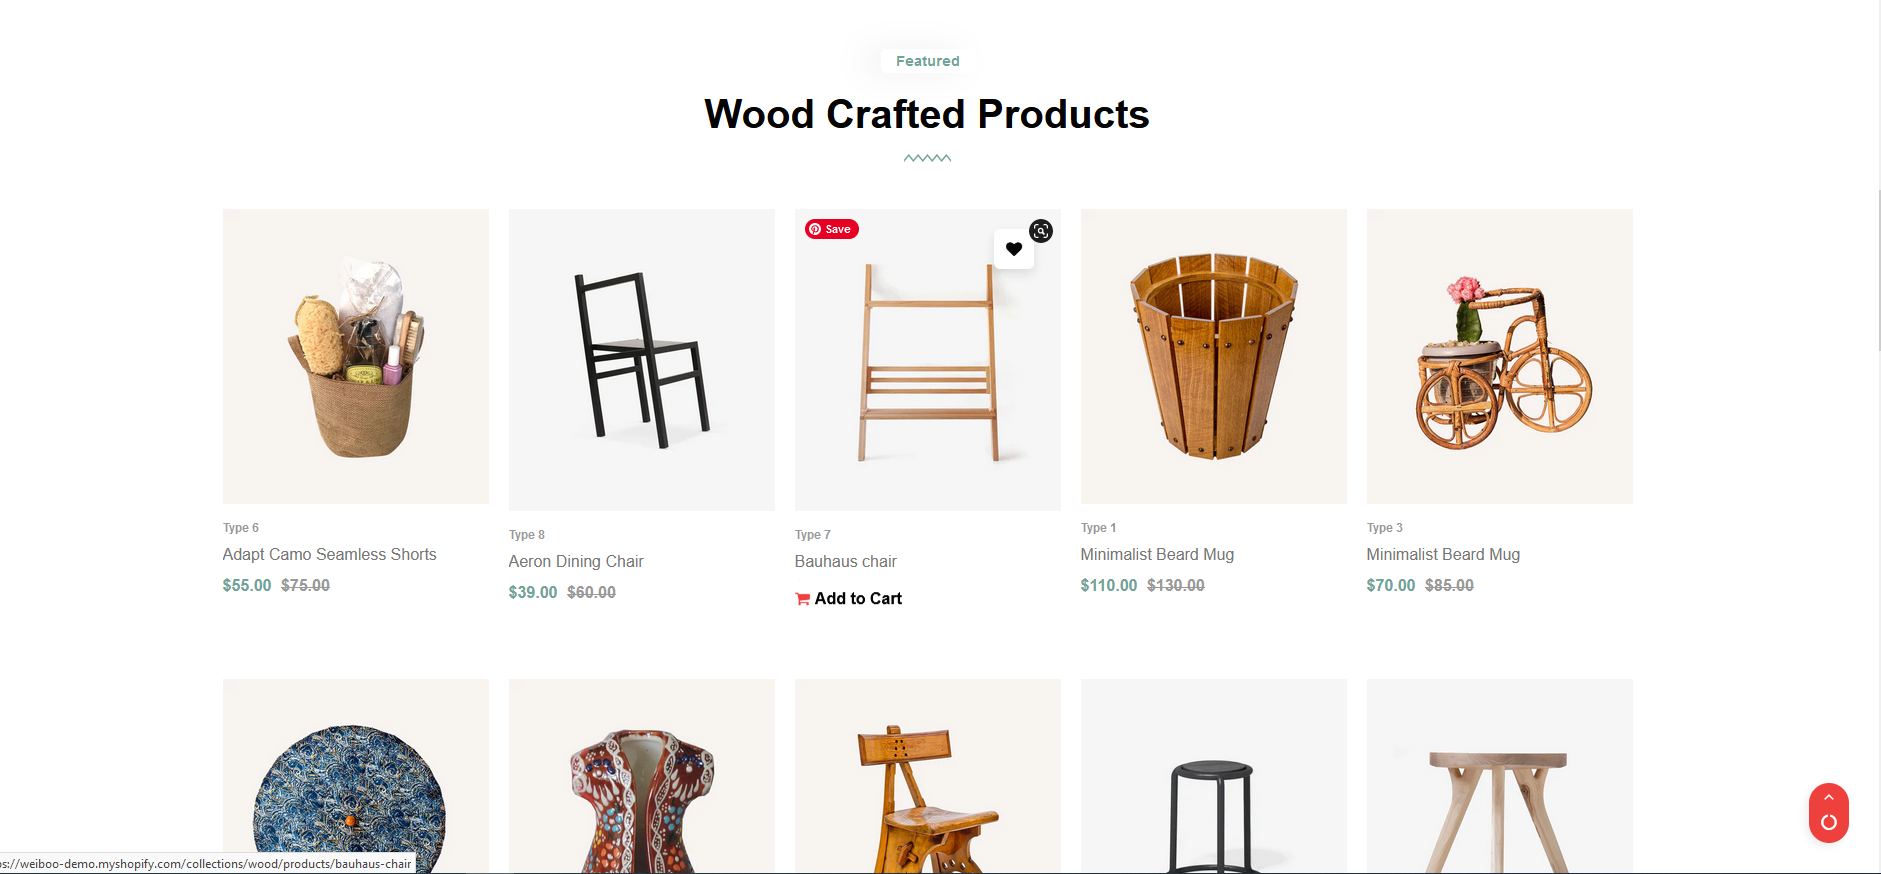 Featured
Wood Crafted Products
Save
Type 6
Adapt Camo Seamless Shorts
$55.00 $75.00
Type 8
Aeron Dining Chair
$39.00 $60.00
Type 7
Bauhaus chair
Add to Cart
Type 1
Minimalist Beard Mug
$110.00 $130.00
Type 3
Minimalist Beard Mug
$70.00 $85.00
ps://weiboo-demo.myshopify.com/collections/wood/products/bauhaus-chair